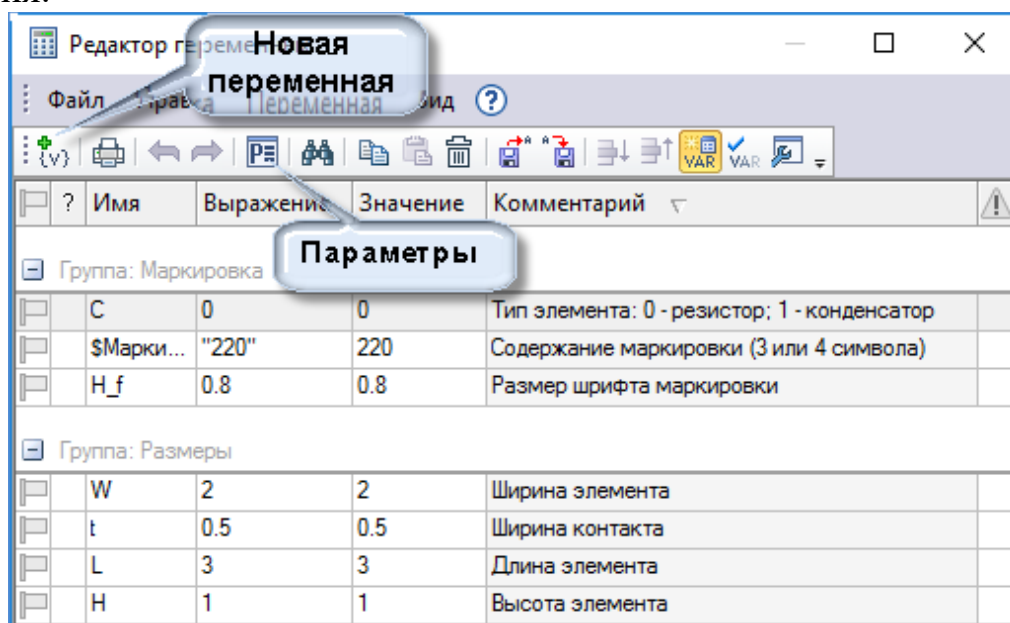 Редактор
Новая
переменная
Файл Переменная Вид ?
{v} PΞ VAR VAR
? Имя Выражение Значение Комментарий
Параметры
Группа: Маркировка
C 0 0 Тип элемента: 0 - резистор; 1 - конденсатор
$Марки... "220" 220 Содержание маркировки (3 или 4 символа)
H_f 0.8 0.8 Размер шрифта маркировки
Группа: Размеры
W 2 2 Ширина элемента
t 0.5 0.5 Ширина контакта
L 3 3 Длина элемента
H 1 1 Высота элемента